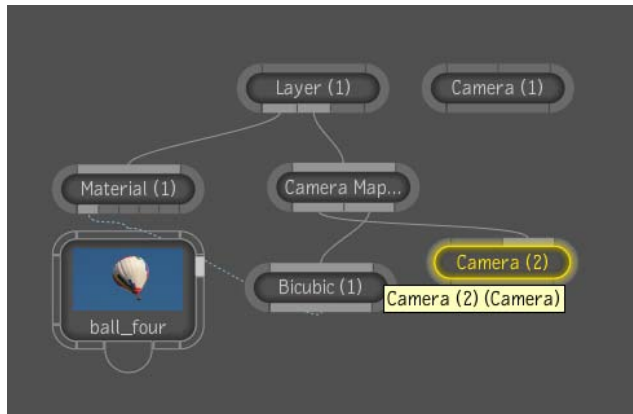 Layer (1)
Camera (1)
Material (1)
Camera Map...
Camera (2)
Bicubic (1)
Camera (2) (Camera)
ball_four